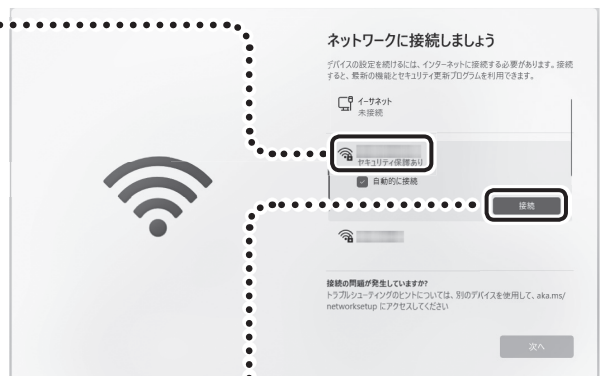 ネットワークに接続しましょう
デバイスの設定を続けるには、インターネットに接続する必要があります。接続
すると、最新の機能とセキュリティ更新プログラムを利用できます。
イーサネット
未接続
セキュリティ保護あり
自動的に接続
接続
接続の問題が発生していますか?
トラブルシューティングのヒントについては、別のデバイスを使用して、aka.ms/
networksetup にアクセスしてください
次へ